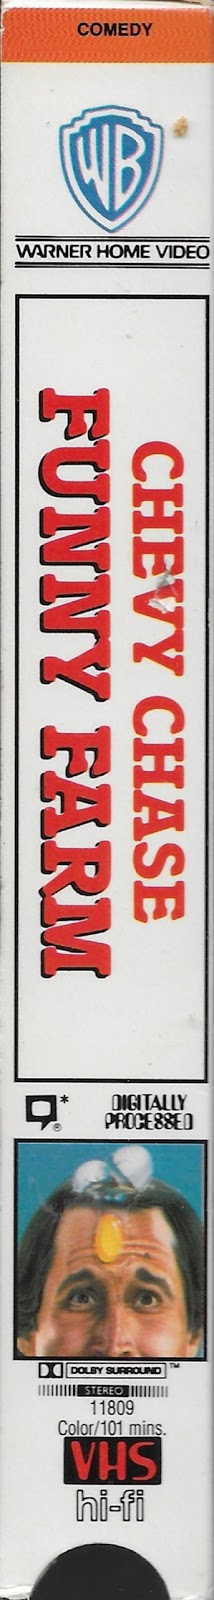 COMEDY
WB
WARNER HOME VIDEO
CHEVY CHASE
FUNNY FARM
®*
DIGITALLY
PROCESSED
DOLBY SURROUND ™
STEREO
11809
Color/101 mins.
VHS
hi-fi